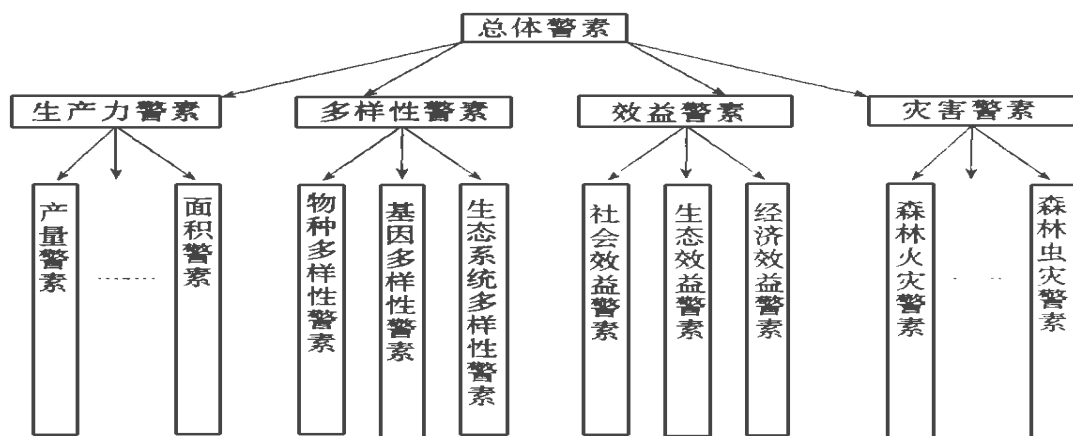 总体警素
生产力警素
多样性警素
效益警素
灾害警素
产量警素
……
面积警素
物种多样性警素
基因多样性警素
生态系统多样性警素
社会效益警素
生态效益警素
经济效益警素
森林火灾警素
……
森林虫灾警素